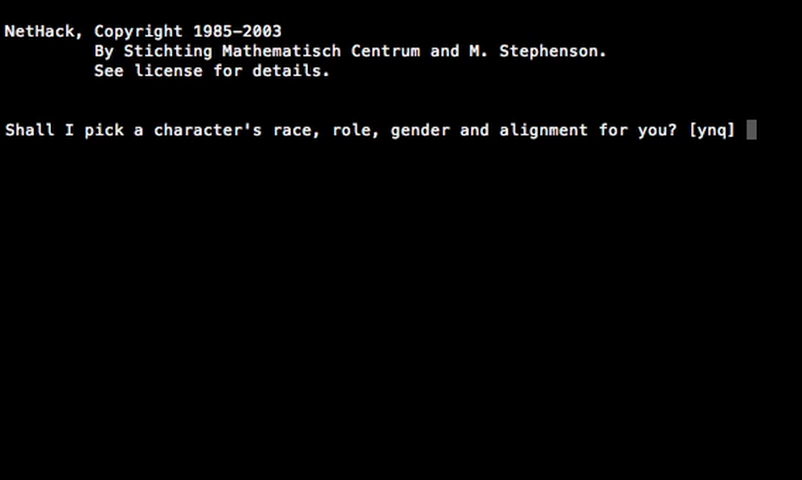 NetHack, Copyright 1985-2003
By Stichting Mathematisch Centrum and M. Stephenson.
See license for details.
Shall I pick a character's race, role, gender and alignment for you? [ynq]